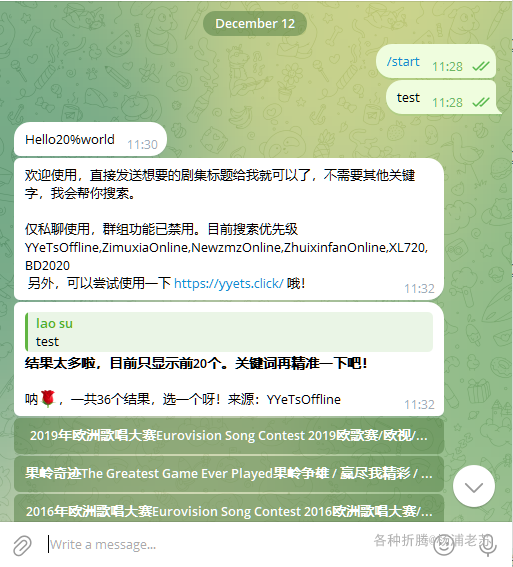 December 12
/start 11:28
test 11:28
Hello20%world 11:30
欢迎使用，直接发送想要的剧集标题给我就可以了，不需要其他关键
字，我会帮你搜索。
仅私聊使用，群组功能已禁用。目前搜索优先级
YYeTsOffline,ZimuxiaOnline,NewzmzOnline,ZhuixinfanOnline,XL720,
BD2020
另外，可以尝试使用一下 https://yyets.click/ 哦！
11:32
lao su
test
结果太多啦，目前只显示前20个。关键词再精准一下吧！
呐🌹，一共36个结果，选一个呀！来源：YYeTsOffline
11:32
2019年欧洲歌唱大赛Eurovision Song Contest 2019欧歌赛/欧视/...
果岭奇迹The Greatest Game Ever Played果岭争雄 / 赢尽我精彩 / ...
2016年欧洲歌唱大赛Eurovision Song Contest 2016欧洲歌唱大赛/...
Write a message...
各种折腾@杨浦老苏